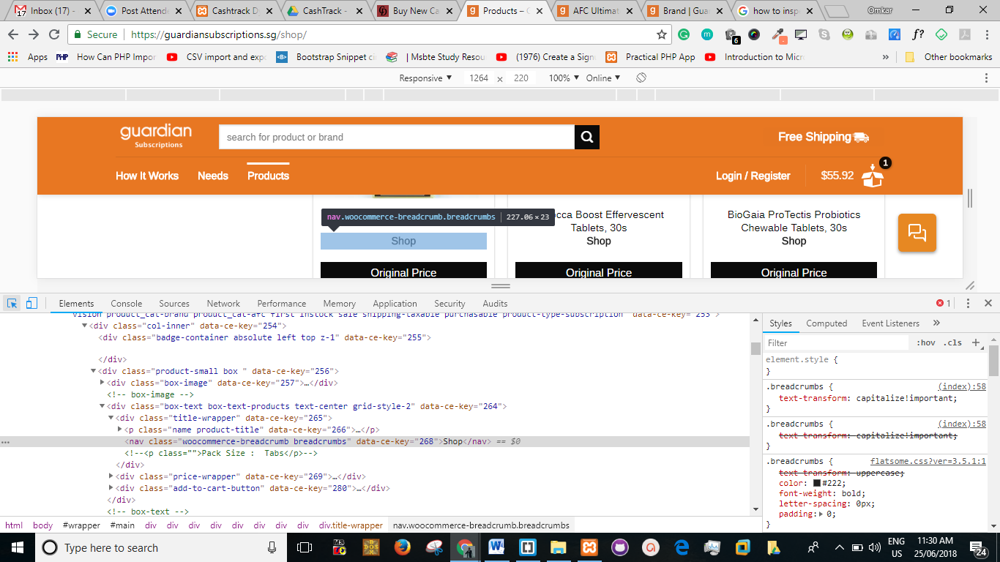 17 Inbox (17) - Post Attende Cashtrack D CashTrack - Buy New Ca Products – G AFC Ultimat Brand | Gua how to insp Omkar
Secure https://guardiansubscriptions.sg/shop/ 6 f?
Apps PHP How Can PHP Impor CSV import and exp Bootstrap Snippet | Msbte Study Resou (1976) Create a Sign Practical PHP App Introduction to Micr » Other bookmarks
Responsive ▼ 1264 × 220 100% ▼ Online ▼
guardian
Subscriptions
search for product or brand
Free Shipping
How It Works Needs Products
Login / Register $55.92 1
nav.woocommerce-breadcrumb.breadcrumbs 227.06 × 23
Shop
Original Price
Boost Effervescent
Tablets, 30s
Shop
Original Price
BioGaia ProTectis Probiotics
Chewable Tablets, 30s
Shop
Original Price
Elements Console Sources Network Performance Memory Application Security Audits 1
vision product_cat-brand product_cat-afc first instock sale shipping-taxable purchasable product-type-subscription" data-ce-key="253">
▼<div class="col-inner" data-ce-key="254">
<div class="badge-container absolute left top z-1" data-ce-key="255">
</div>
▼<div class="product-small box " data-ce-key="256">
▶<div class="box-image" data-ce-key="257">…</div>
<!-- box-image -->
▼<div class="box-text box-text-products text-center grid-style-2" data-ce-key="264">
▼<div class="title-wrapper" data-ce-key="265">
▶<p class="name product-title" data-ce-key="266">…</p>
… <nav class="woocommerce-breadcrumb breadcrumbs" data-ce-key="268">Shop</nav> == $0
<!--<p class="">Pack Size :  Tabs</p>-->
</div>
▶<div class="price-wrapper" data-ce-key="269">…</div>
▶<div class="add-to-cart-button" data-ce-key="280">…</div>
</div>
<!-- box-text -->
html body #wrapper #main div div div div div div div div div.title-wrapper nav.woocommerce-breadcrumb.breadcrumbs
Styles Computed Event Listeners »
Filter :hov .cls +
element.style {
}
.breadcrumbs { (index):58
text-transform: capitalize!important;
}
.breadcrumbs { (index):58
text-transform: capitalize!important;
}
.breadcrumbs { flatsome.css?ver=3.5.1:1
text-transform: uppercase;
color: #222;
font-weight: bold;
letter-spacing: 0px;
padding:▶ 0;
}
Type here to search
ENG
US
11:30 AM
25/06/2018
24